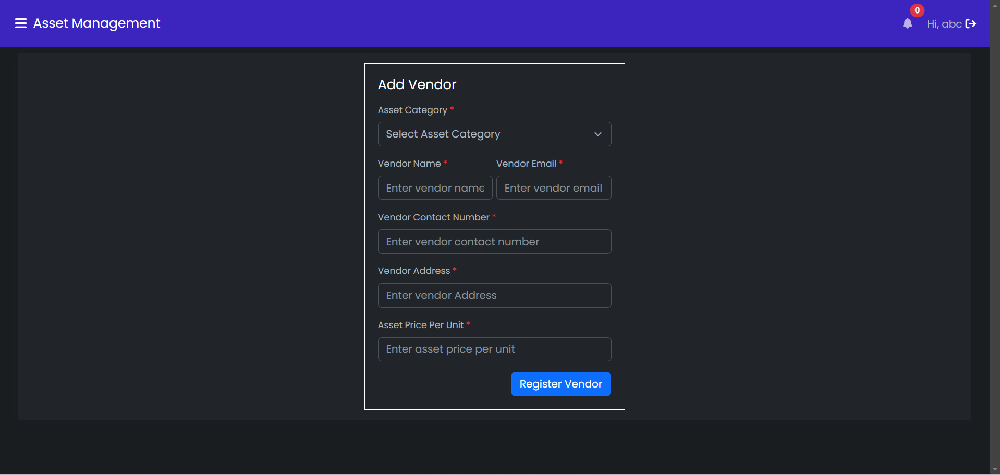 Asset Management
0
Hi, abc
Add Vendor
Asset Category *
Select Asset Category
Vendor Name * Vendor Email *
Enter vendor name Enter vendor email
Vendor Contact Number *
Enter vendor contact number
Vendor Address *
Enter vendor Address
Asset Price Per Unit *
Enter asset price per unit
Register Vendor